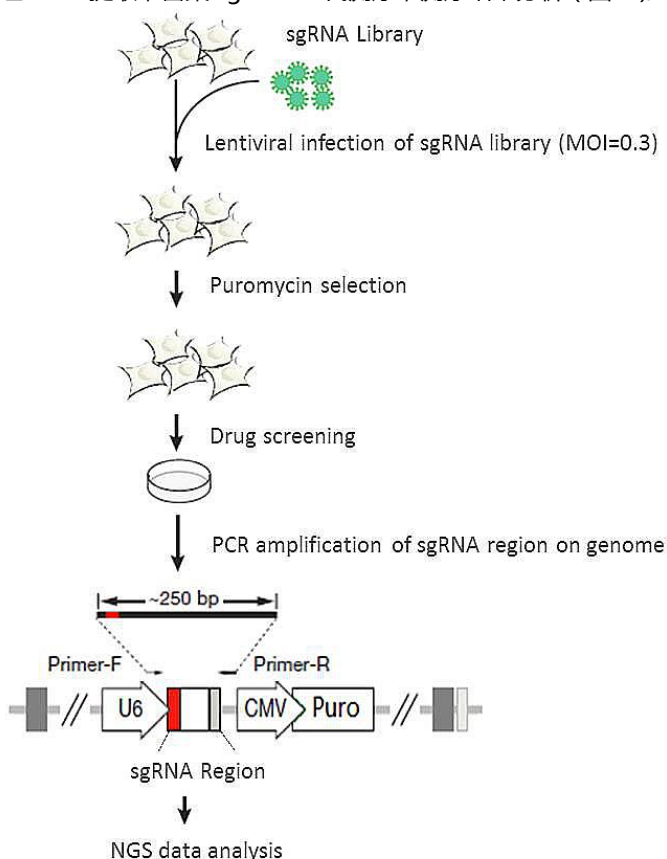 sgRNA Library
Lentiviral infection of sgRNA library (MOI=0.3)
Puromycin selection
Drug screening
PCR amplification of sgRNA region on genome
~250 bp
Primer-F
Primer-R
U6
CMV
Puro
sgRNA Region
NGS data analysis